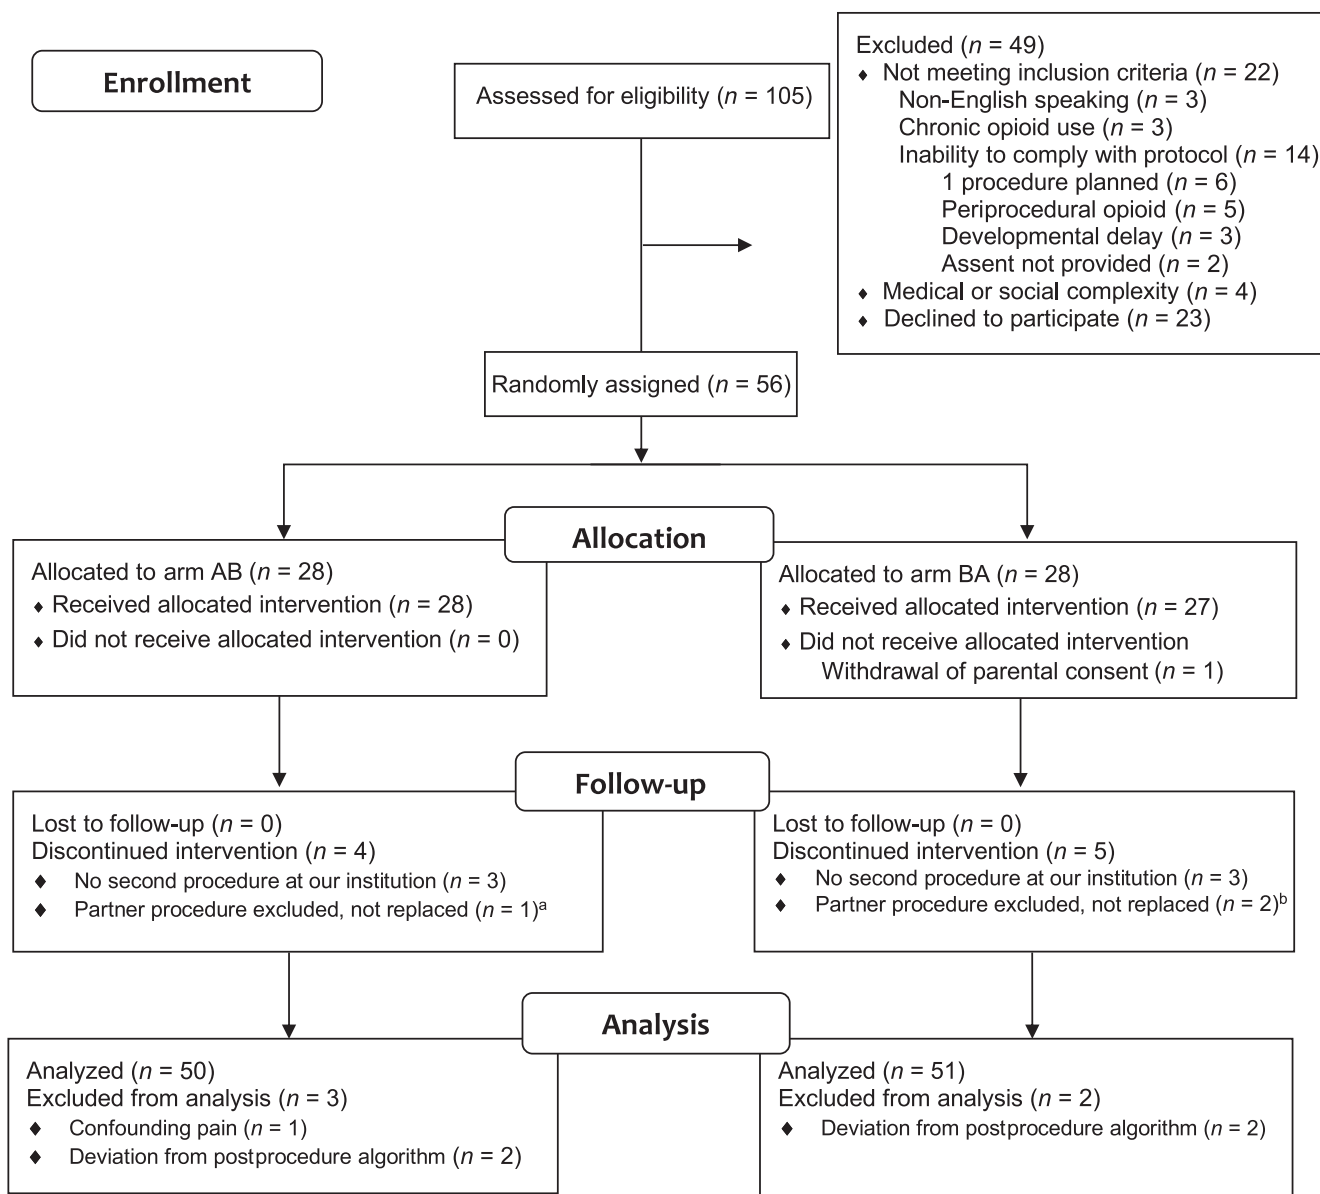 Enrollment
Assessed for eligibility (n = 105)
Excluded (n = 49)
♦ Not meeting inclusion criteria (n = 22)
Non-English speaking (n = 3)
Chronic opioid use (n = 3)
Inability to comply with protocol (n = 14)
1 procedure planned (n = 6)
Periprocedural opioid (n = 5)
Developmental delay (n = 3)
Assent not provided (n = 2)
♦ Medical or social complexity (n = 4)
♦ Declined to participate (n = 23)
Randomly assigned (n = 56)
Allocation
Allocated to arm AB (n = 28)
♦ Received allocated intervention (n = 28)
♦ Did not receive allocated intervention (n = 0)
Allocated to arm BA (n = 28)
♦ Received allocated intervention (n = 27)
♦ Did not receive allocated intervention
Withdrawal of parental consent (n = 1)
Follow-up
Lost to follow-up (n = 0)
Discontinued intervention (n = 4)
♦ No second procedure at our institution (n = 3)
♦ Partner procedure excluded, not replaced (n = 1)a
Lost to follow-up (n = 0)
Discontinued intervention (n = 5)
♦ No second procedure at our institution (n = 3)
♦ Partner procedure excluded, not replaced (n = 2)b
Analysis
Analyzed (n = 50)
Excluded from analysis (n = 3)
♦ Confounding pain (n = 1)
♦ Deviation from postprocedure algorithm (n = 2)
Analyzed (n = 51)
Excluded from analysis (n = 2)
♦ Deviation from postprocedure algorithm (n = 2)